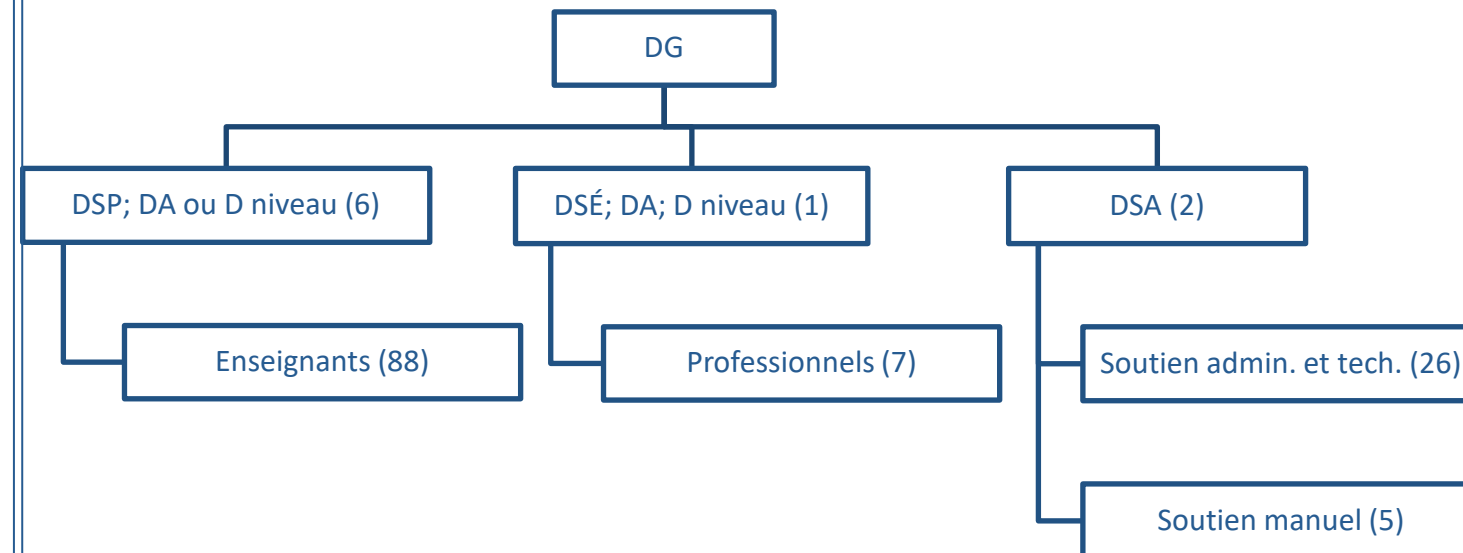 DG
DSP; DA ou D niveau (6)
DSÉ; DA; D niveau (1)
DSA (2)
Enseignants (88)
Professionnels (7)
Soutien admin. et tech. (26)
Soutien manuel (5)